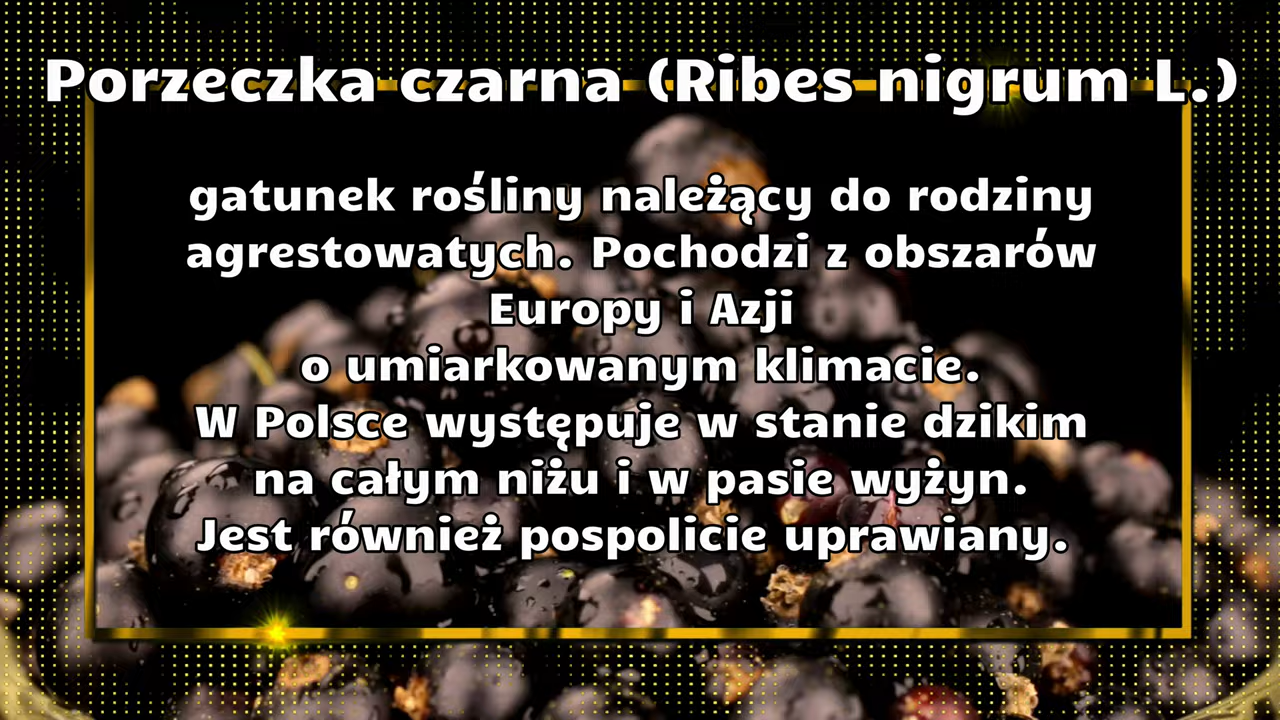 Porzeczka czarna (Ribes nigrum L.)
gatunek rośliny należący do rodziny
agrestowatych. Pochodzi z obszarów
Europy i Azji
o umiarkowanym klimacie.
W Polsce występuje w stanie dzikim
na całym niżu i w pasie wyżyn.
Jest również pospolicie uprawiany.